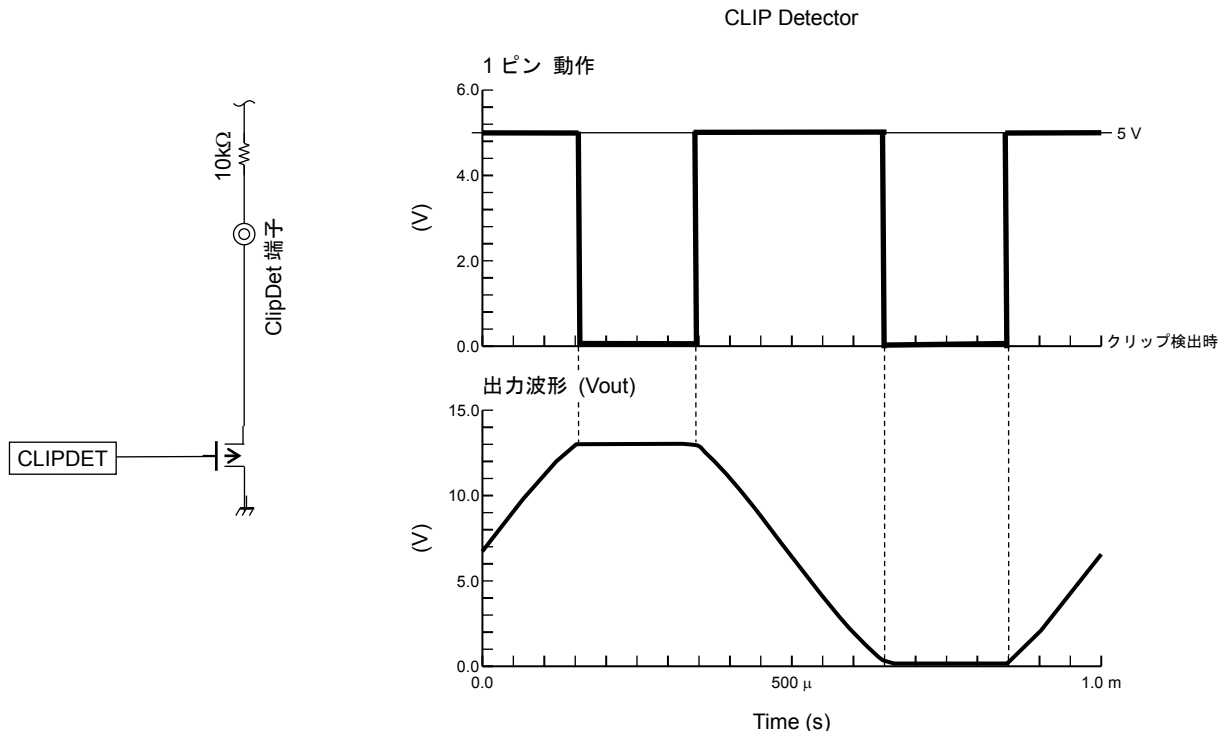 CLIP Detector
1 ピン 動作
6.0
5 V
4.0
(V)
2.0
0.0
クリップ検出時
10kΩ
ClipDet 端子
CLIPDET
出力波形 (Vout)
15.0
10.0
(V)
5.0
0.0
0.0
500 μ
1.0 m
Time (s)